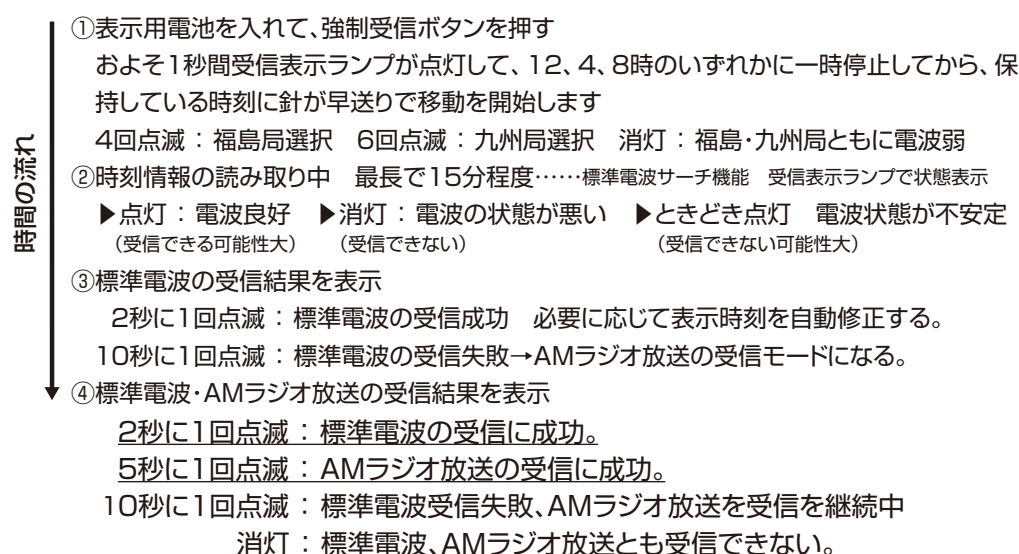 時間の流れ
①表示用電池を入れて、強制受信ボタンを押す
およそ1秒間受信表示ランプが点灯して、12、4、8時のいずれかに一時停止してから、保
持している時刻に針が早送りで移動を開始します
4回点滅：福島局選択　6回点滅：九州局選択　消灯：福島・九州局ともに電波弱
②時刻情報の読み取り中　最長で15分程度……標準電波サーチ機能　受信表示ランプで状態表示
▶点灯：電波良好　▶消灯：電波の状態が悪い　▶ときどき点灯　電波状態が不安定
（受信できる可能性大）　（受信できない）　（受信できない可能性大）
③標準電波の受信結果を表示
2秒に1回点滅：標準電波の受信成功　必要に応じて表示時刻を自動修正する。
10秒に1回点滅：標準電波の受信失敗→AMラジオ放送の受信モードになる。
④標準電波・AMラジオ放送の受信結果を表示
2秒に1回点滅：標準電波の受信に成功。
5秒に1回点滅：AMラジオ放送の受信に成功。
10秒に1回点滅：標準電波受信失敗、AMラジオ放送を受信を継続中
消灯：標準電波、AMラジオ放送とも受信できない。